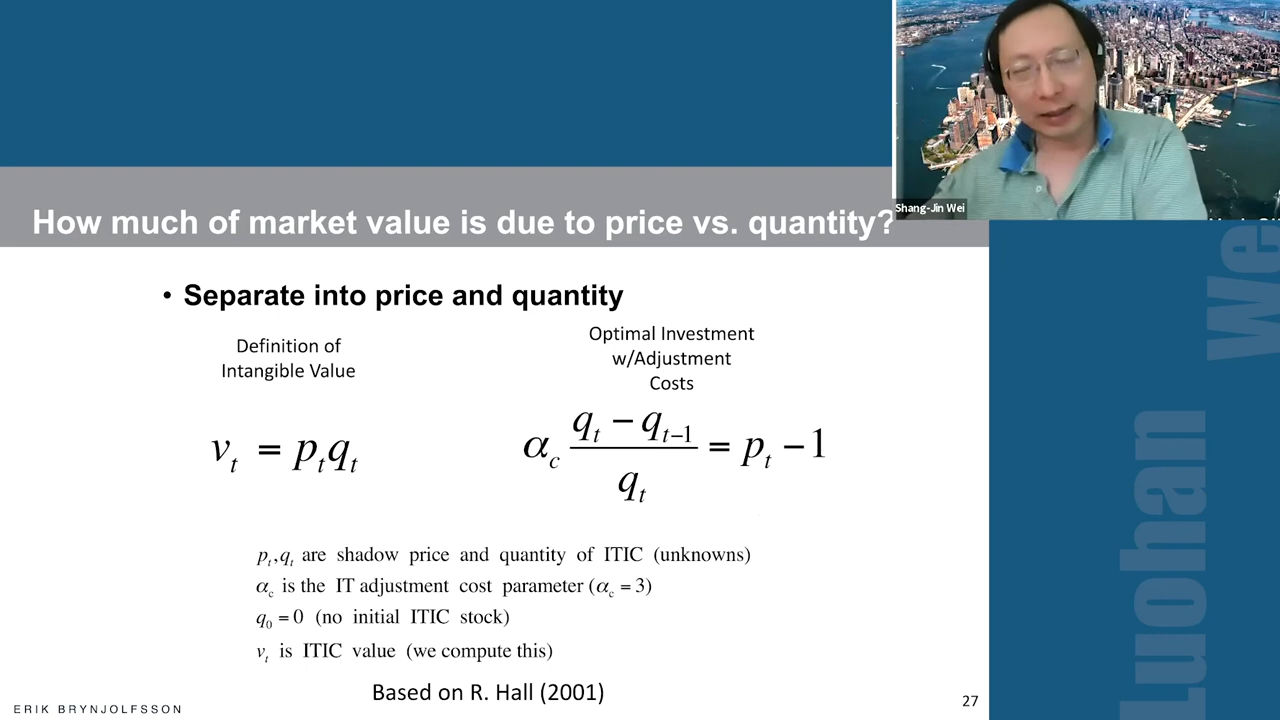 Shang-Jin Wei
How much of market value is due to price vs. quantity?
• Separate into price and quantity
Definition of
Intangible Value
Optimal Investment
w/Adjustment
Costs
v_t = p_t q_t
α_c (q_t − q_{t−1}) / q_t = p_t − 1
p_t, q_t are shadow price and quantity of ITIC (unknowns)
α_c is the IT adjustment cost parameter (α_c = 3)
q_0 = 0 (no initial ITIC stock)
v_t is ITIC value (we compute this)
Based on R. Hall (2001)
ERIK BRYNJOLFSSON
27
Luohan We